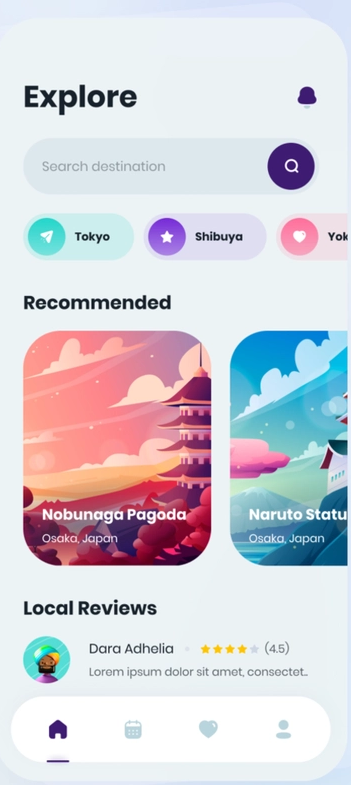 Explore
Search destination
Tokyo
Shibuya
Yok
Recommended
Nobunaga Pagoda
Osaka, Japan
Naruto Statu
Osaka, Japan
Local Reviews
Dara Adhelia
(4.5)
Lorem ipsum dolor sit amet, consectet..